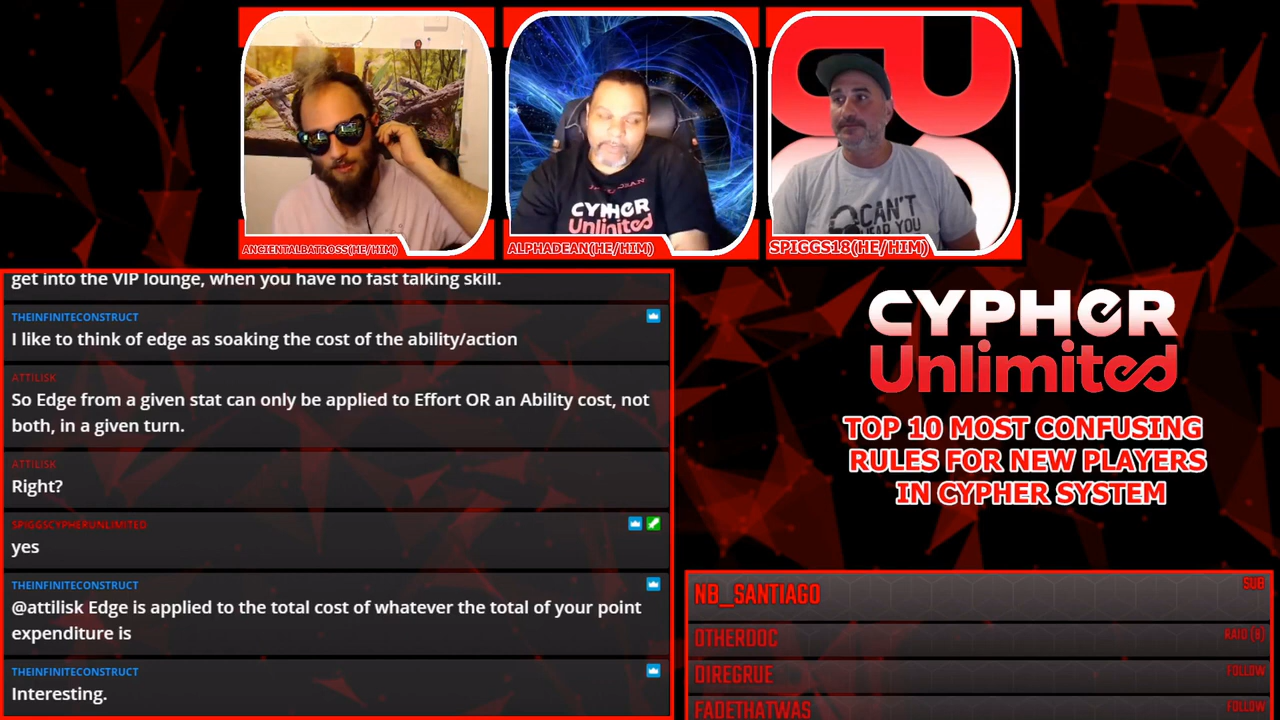 CYPHER
Unlimited
CAN'T
HEAR YOU
ANCIENTALBATROSS(HE/HIM)
ALPHADEAN(HE/HIM)
SPIGGS18(HE/HIM)
get into the VIP lounge, when you have no fast talking skill.
THEINFINITECONSTRUCT
I like to think of edge as soaking the cost of the ability/action
ATTILISK
So Edge from a given stat can only be applied to Effort OR an Ability cost, not
both, in a given turn.
ATTILISK
Right?
SPIGGSCYPHERUNLIMITED
yes
THEINFINITECONSTRUCT
@attilisk Edge is applied to the total cost of whatever the total of your point
expenditure is
THEINFINITECONSTRUCT
Interesting.
CYPHER
Unlimited
TOP 10 MOST CONFUSING
RULES FOR NEW PLAYERS
IN CYPHER SYSTEM
NB_SANTIAGO SUB
OTHERDOC RAID (8)
DIREGRUE FOLLOW
FADETHATWAS FOLLOW